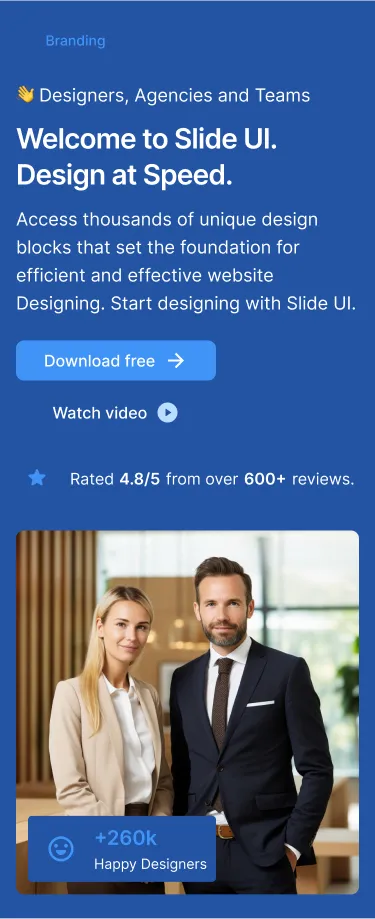 Branding
👋 Designers, Agencies and Teams
Welcome to Slide UI.
Design at Speed.
Access thousands of unique design
blocks that set the foundation for
efficient and effective website
Designing. Start designing with Slide UI.
Download free →
Watch video
Rated 4.8/5 from over 600+ reviews.
+260k
Happy Designers